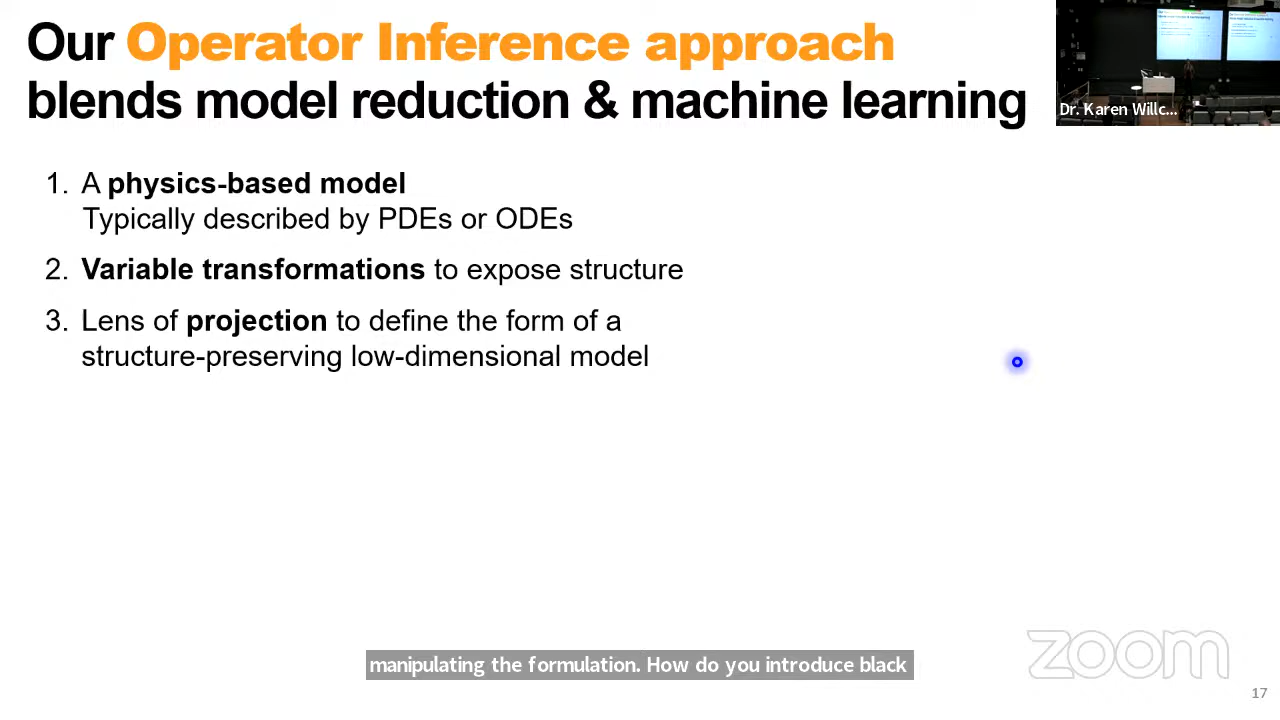 Our Operator Inference approach
blends model reduction & machine learning
Dr. Karen Willc...
1. A physics-based model
Typically described by PDEs or ODEs
2. Variable transformations to expose structure
3. Lens of projection to define the form of a
structure-preserving low-dimensional model
manipulating the formulation. How do you introduce black
zoom
17